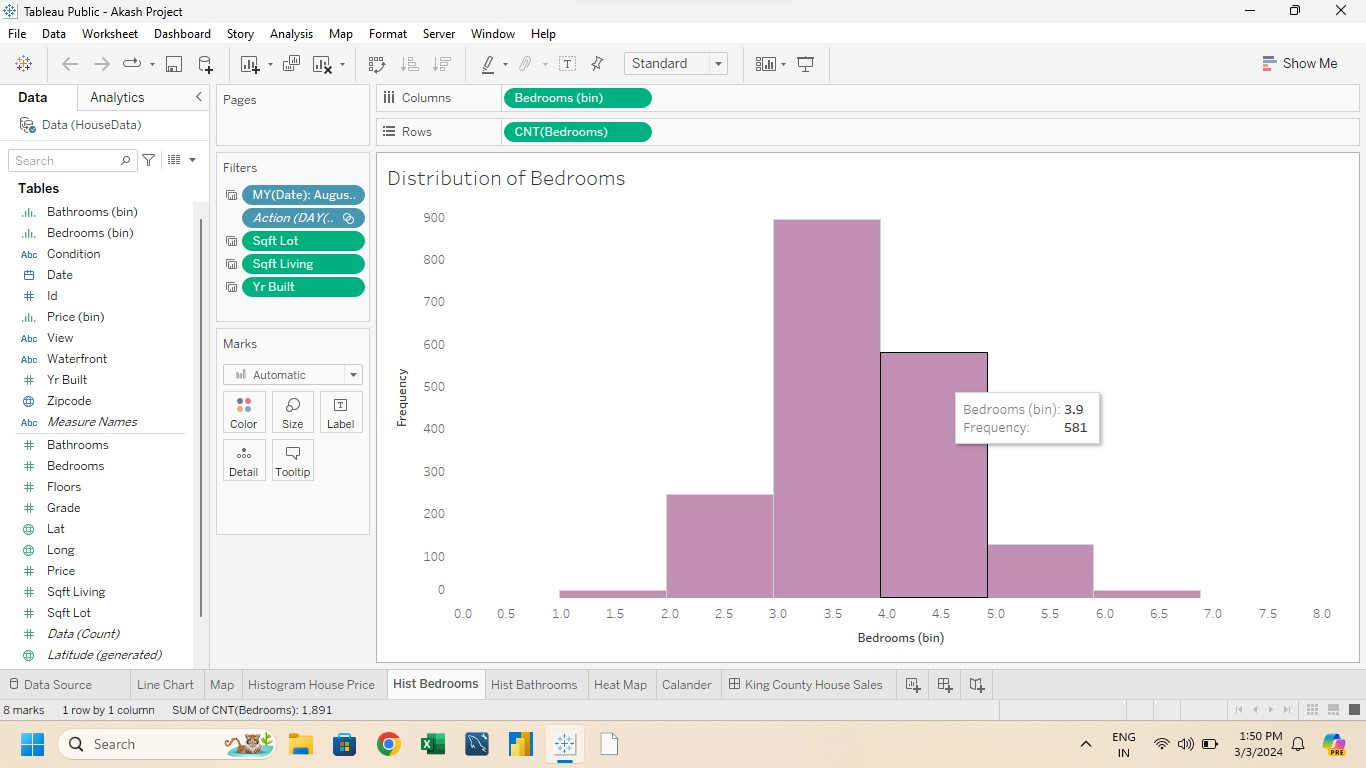 Tableau Public - Akash Project
File Data Worksheet Dashboard Story Analysis Map Format Server Window Help
Standard
Show Me
Data Analytics
Data (HouseData)
Search
Tables
Bathrooms (bin)
Bedrooms (bin)
Abc Condition
Date
# Id
Price (bin)
Abc View
Abc Waterfront
# Yr Built
Zipcode
Abc Measure Names
# Bathrooms
# Bedrooms
# Floors
# Grade
Lat
Long
# Price
# Sqft Living
# Sqft Lot
# Data (Count)
Latitude (generated)
Pages
Filters
MY(Date): Augus..
Action (DAY(..
Sqft Lot
Sqft Living
Yr Built
Marks
Automatic
Color Size Label
Detail Tooltip
Columns Bedrooms (bin)
Rows CNT(Bedrooms)
Distribution of Bedrooms
Frequency
900
800
700
600
500
400
300
200
100
0
Bedrooms (bin): 3.9
Frequency: 581
0.0 0.5 1.0 1.5 2.0 2.5 3.0 3.5 4.0 4.5 5.0 5.5 6.0 6.5 7.0 7.5 8.0
Bedrooms (bin)
Data Source Line Chart Map Histogram House Price Hist Bedrooms Hist Bathrooms Heat Map Calander King County House Sales
8 marks 1 row by 1 column SUM of CNT(Bedrooms): 1,891
Search
ENG
IN
1:50 PM
3/3/2024
PRE